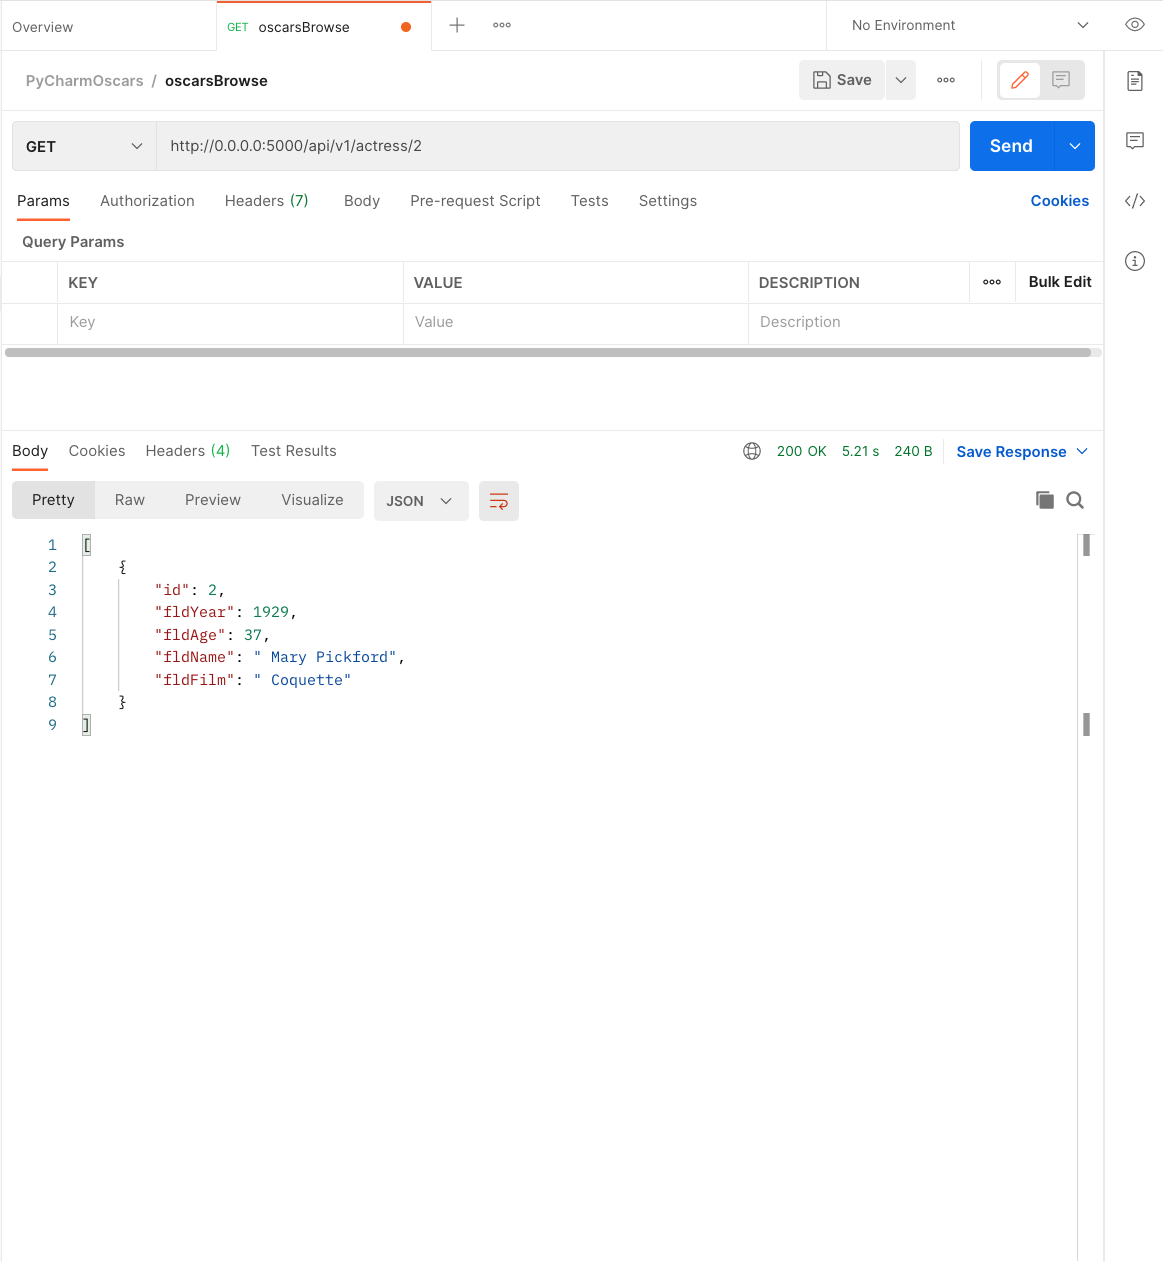 Overview
GET oscarsBrowse
No Environment
PyCharmOscars / oscarsBrowse
Save
GET
http://0.0.0.0:5000/api/v1/actress/2
Send
Params Authorization Headers (7) Body Pre-request Script Tests Settings Cookies
Query Params
KEY VALUE DESCRIPTION Bulk Edit
Key Value Description
Body Cookies Headers (4) Test Results 200 OK 5.21 s 240 B Save Response
Pretty Raw Preview Visualize JSON
1 [
2 {
3 "id": 2,
4 "fldYear": 1929,
5 "fldAge": 37,
6 "fldName": " Mary Pickford",
7 "fldFilm": " Coquette"
8 }
9 ]